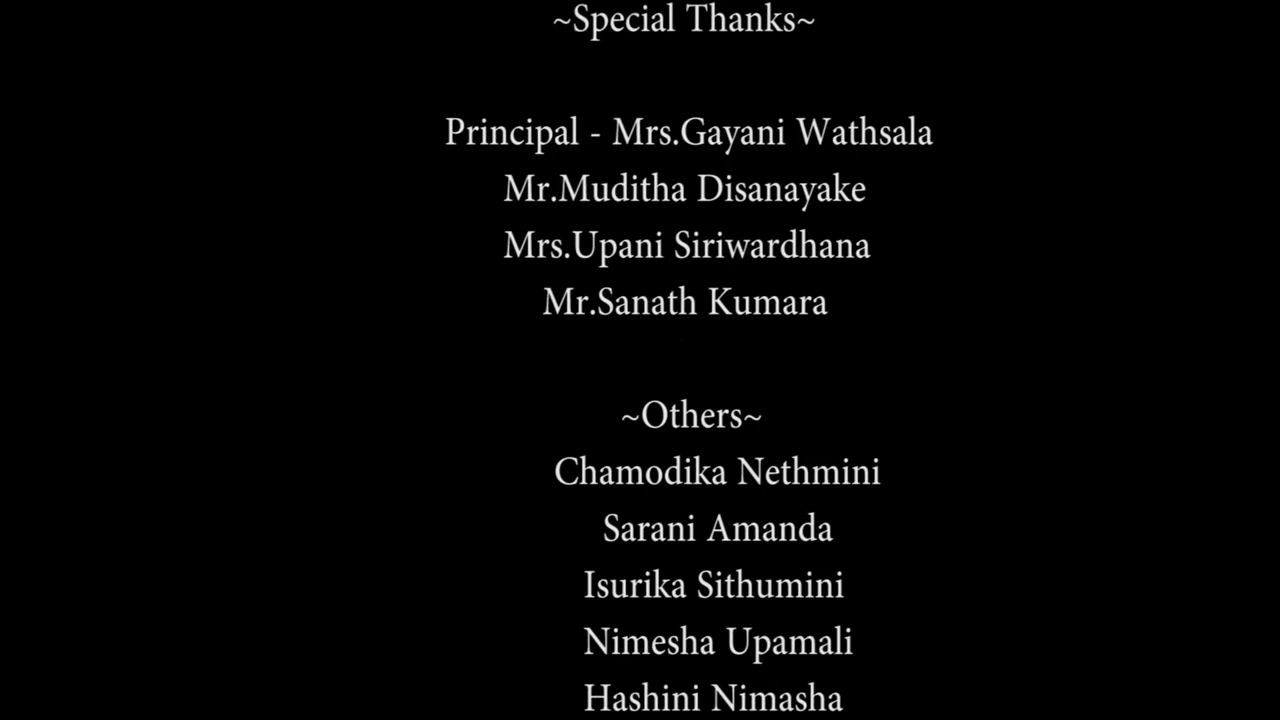 ~Special Thanks~
Principal - Mrs.Gayani Wathsala
Mr.Muditha Disanayake
Mrs.Upani Siriwardhana
Mr.Sanath Kumara
~Others~
Chamodika Nethmini
Sarani Amanda
Isurika Sithumini
Nimesha Upamali
Hashini Nimasha